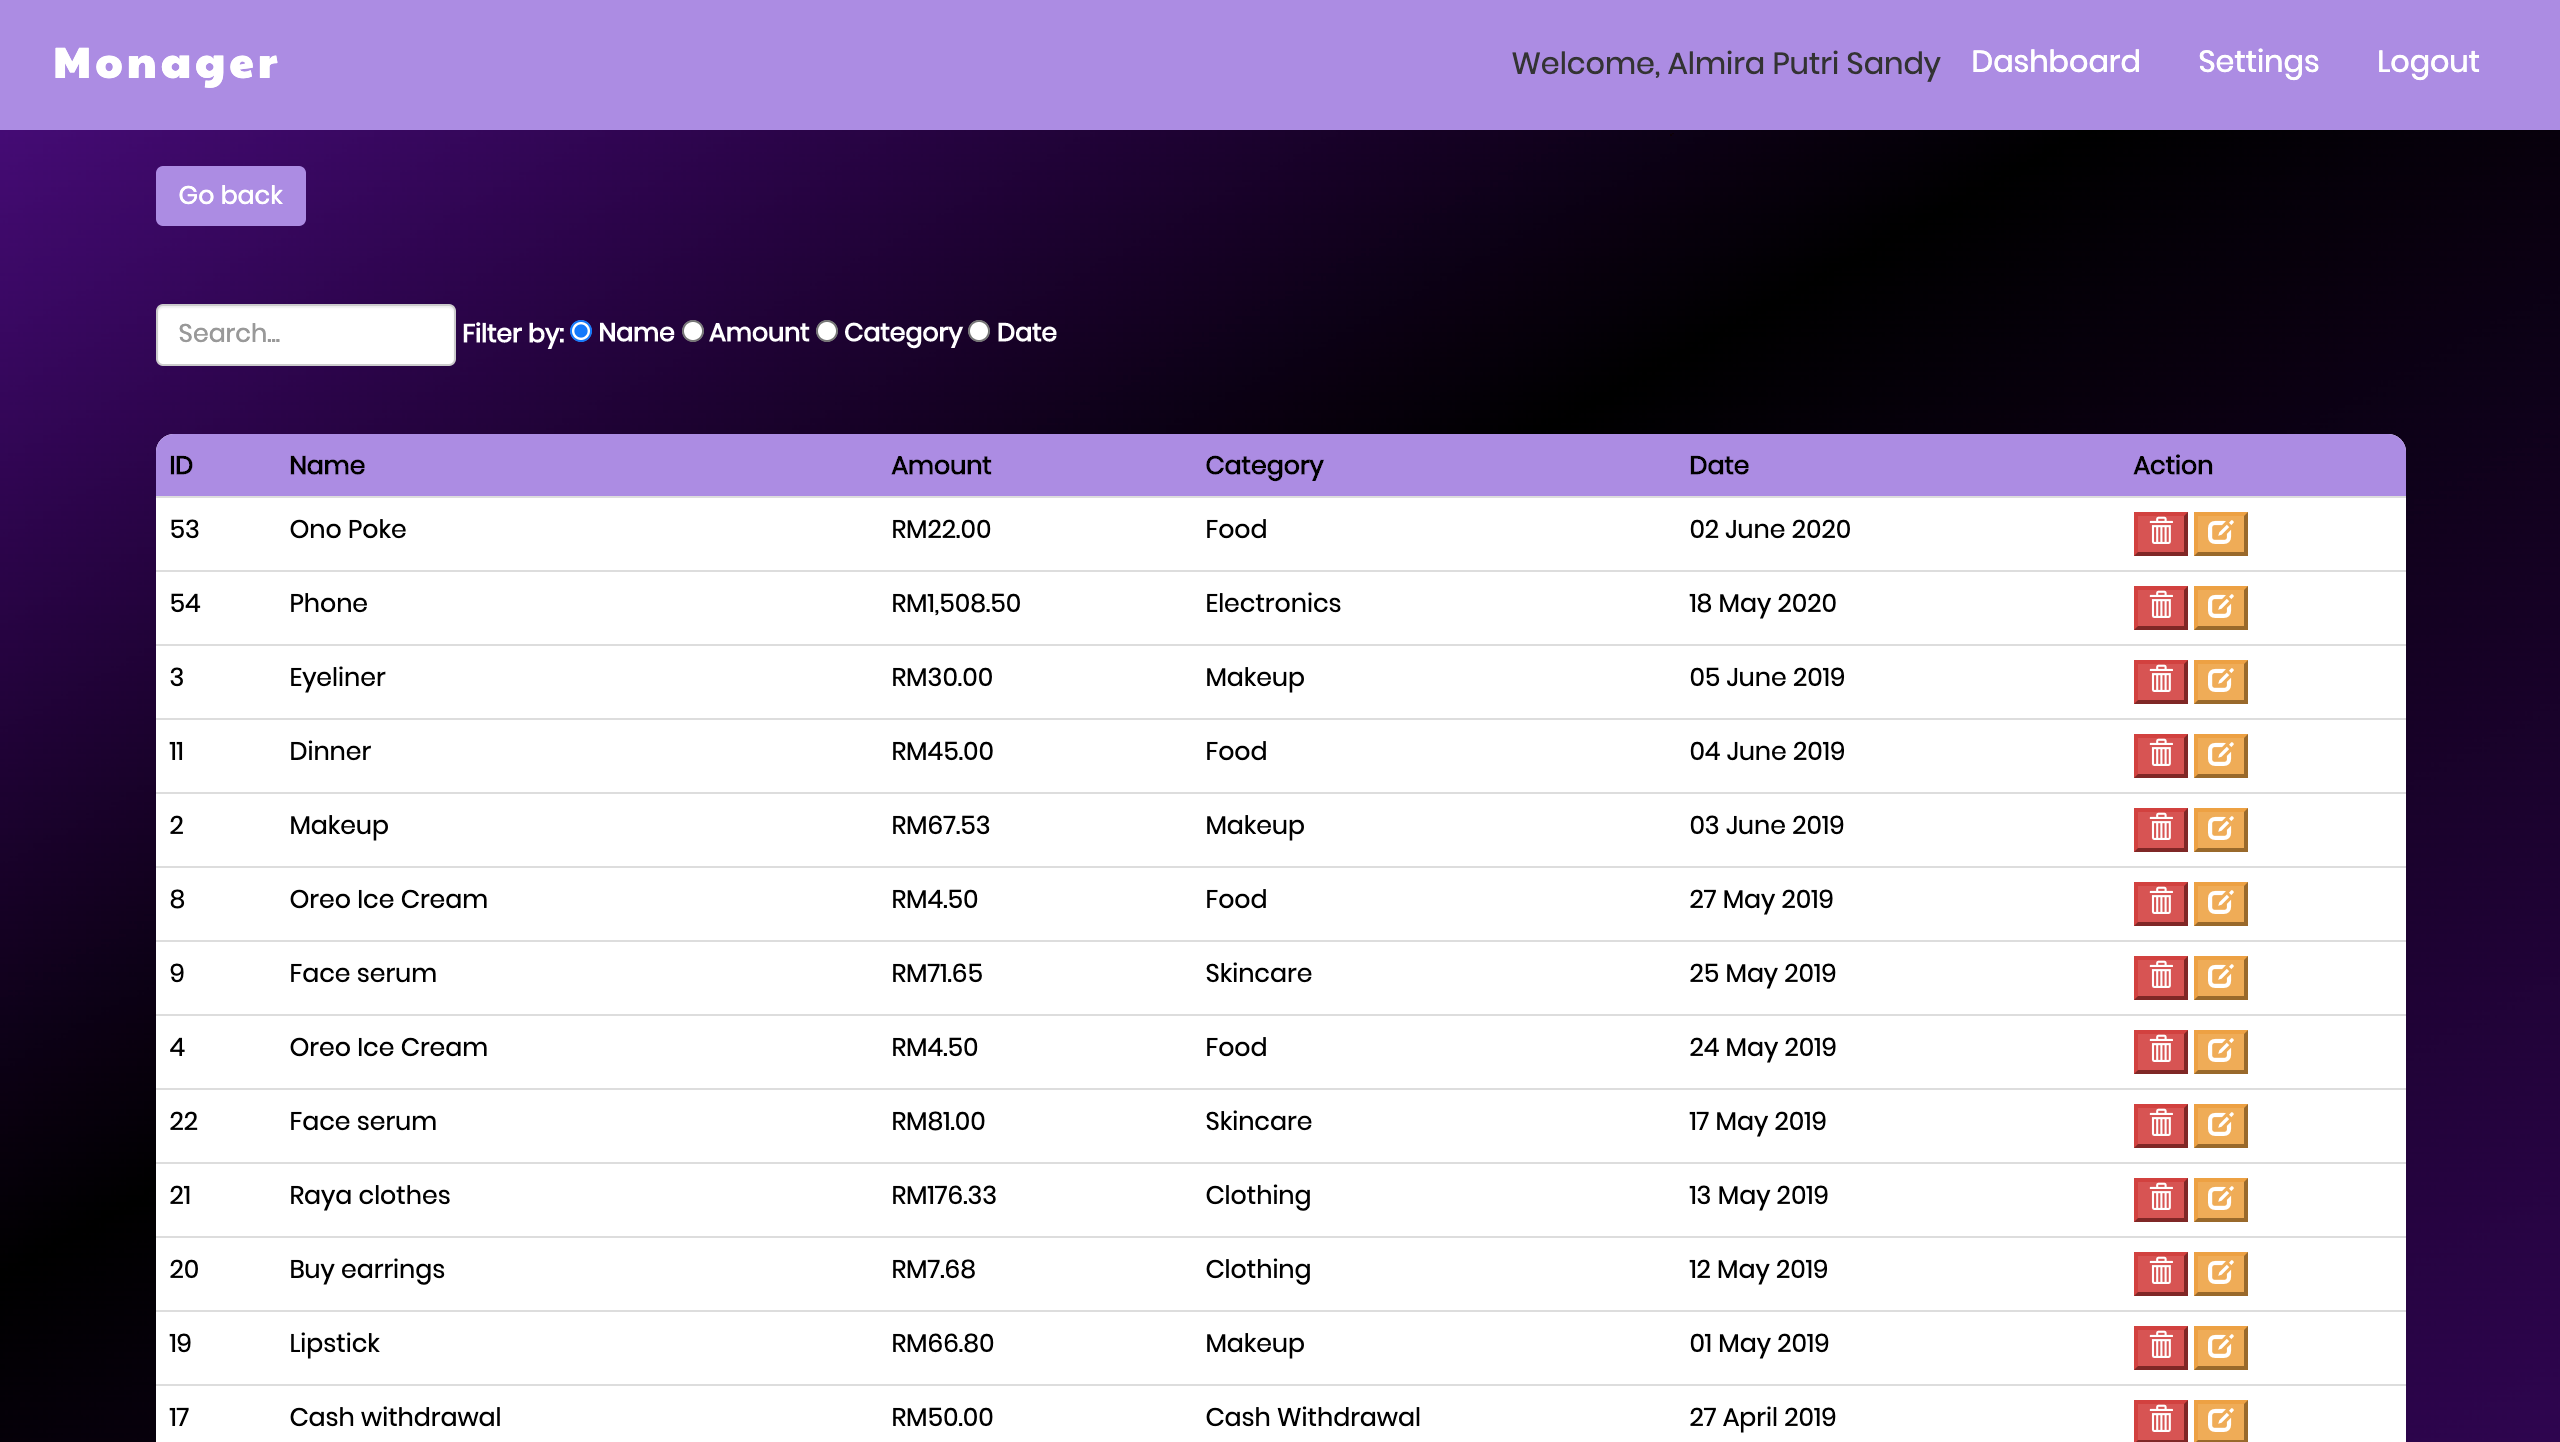 Monager
Welcome, Almira Putri Sandy Dashboard Settings Logout
Go back
Search...
Filter by: Name Amount Category Date
ID Name Amount Category Date Action
53 Ono Poke RM22.00 Food 02 June 2020
54 Phone RM1,508.50 Electronics 18 May 2020
3 Eyeliner RM30.00 Makeup 05 June 2019
11 Dinner RM45.00 Food 04 June 2019
2 Makeup RM67.53 Makeup 03 June 2019
8 Oreo Ice Cream RM4.50 Food 27 May 2019
9 Face serum RM71.65 Skincare 25 May 2019
4 Oreo Ice Cream RM4.50 Food 24 May 2019
22 Face serum RM81.00 Skincare 17 May 2019
21 Raya clothes RM176.33 Clothing 13 May 2019
20 Buy earrings RM7.68 Clothing 12 May 2019
19 Lipstick RM66.80 Makeup 01 May 2019
17 Cash withdrawal RM50.00 Cash Withdrawal 27 April 2019